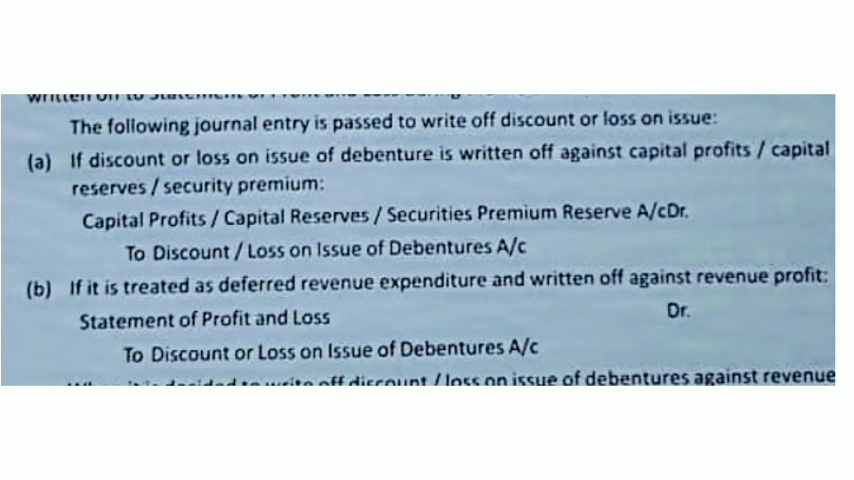 The following journal entry is passed to write off discount or loss on issue:
(a) If discount or loss on issue of debenture is written off against capital profits / capital
reserves / security premium:
Capital Profits / Capital Reserves / Securities Premium Reserve A/cDr.
To Discount / Loss on Issue of Debentures A/c
(b) If it is treated as deferred revenue expenditure and written off against revenue profit:
Statement of Profit and Loss Dr.
To Discount or Loss on Issue of Debentures A/c
decided to write off discount / loss on issue of debentures against revenue